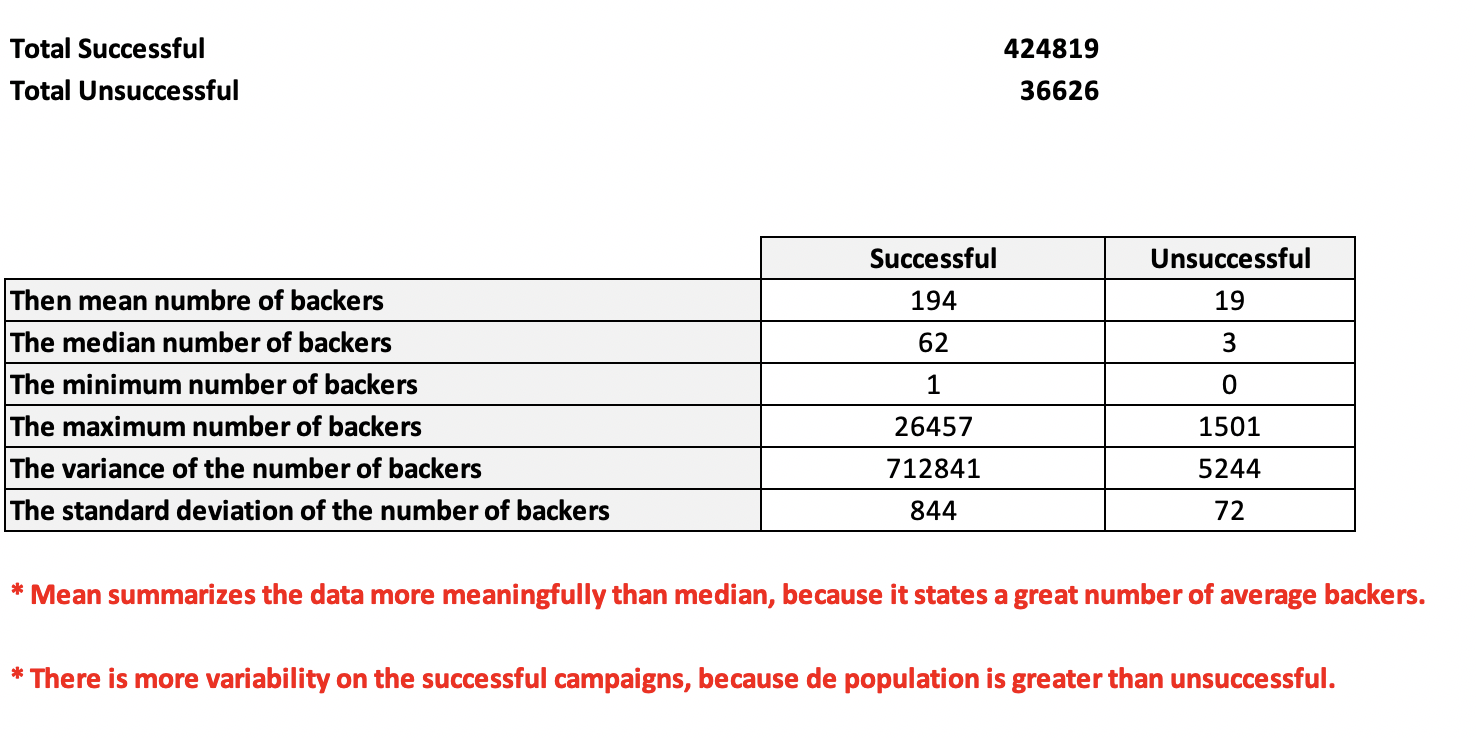 Total Successful 424819
Total Unsuccessful 36626
Successful Unsuccessful
Then mean numbre of backers 194 19
The median number of backers 62 3
The minimum number of backers 1 0
The maximum number of backers 26457 1501
The variance of the number of backers 712841 5244
The standard deviation of the number of backers 844 72
* Mean summarizes the data more meaningfully than median, because it states a great number of average backers.
* There is more variability on the successful campaigns, because de population is greater than unsuccessful.